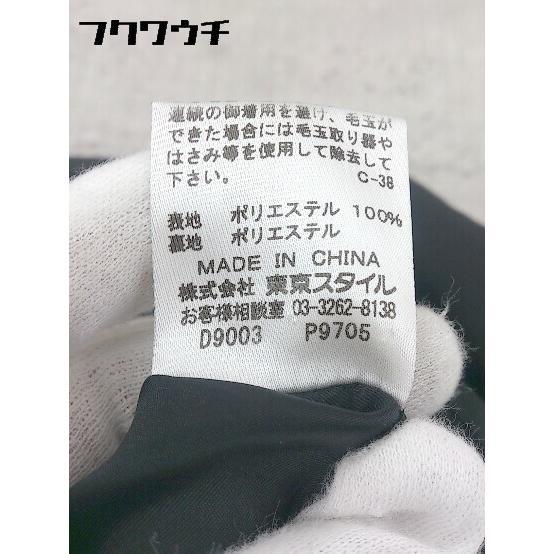 フクワウチ
連続の御着用を避け、毛玉が
できた場合には毛玉取り器や
はさみ等を使用して除去して
下さい。 C-38
表地 ポリエステル 100%
裏地 ポリエステル
MADE IN CHINA
株式会社 東京スタイル
お客様相談室 03-3262-8138
D9003 P9705